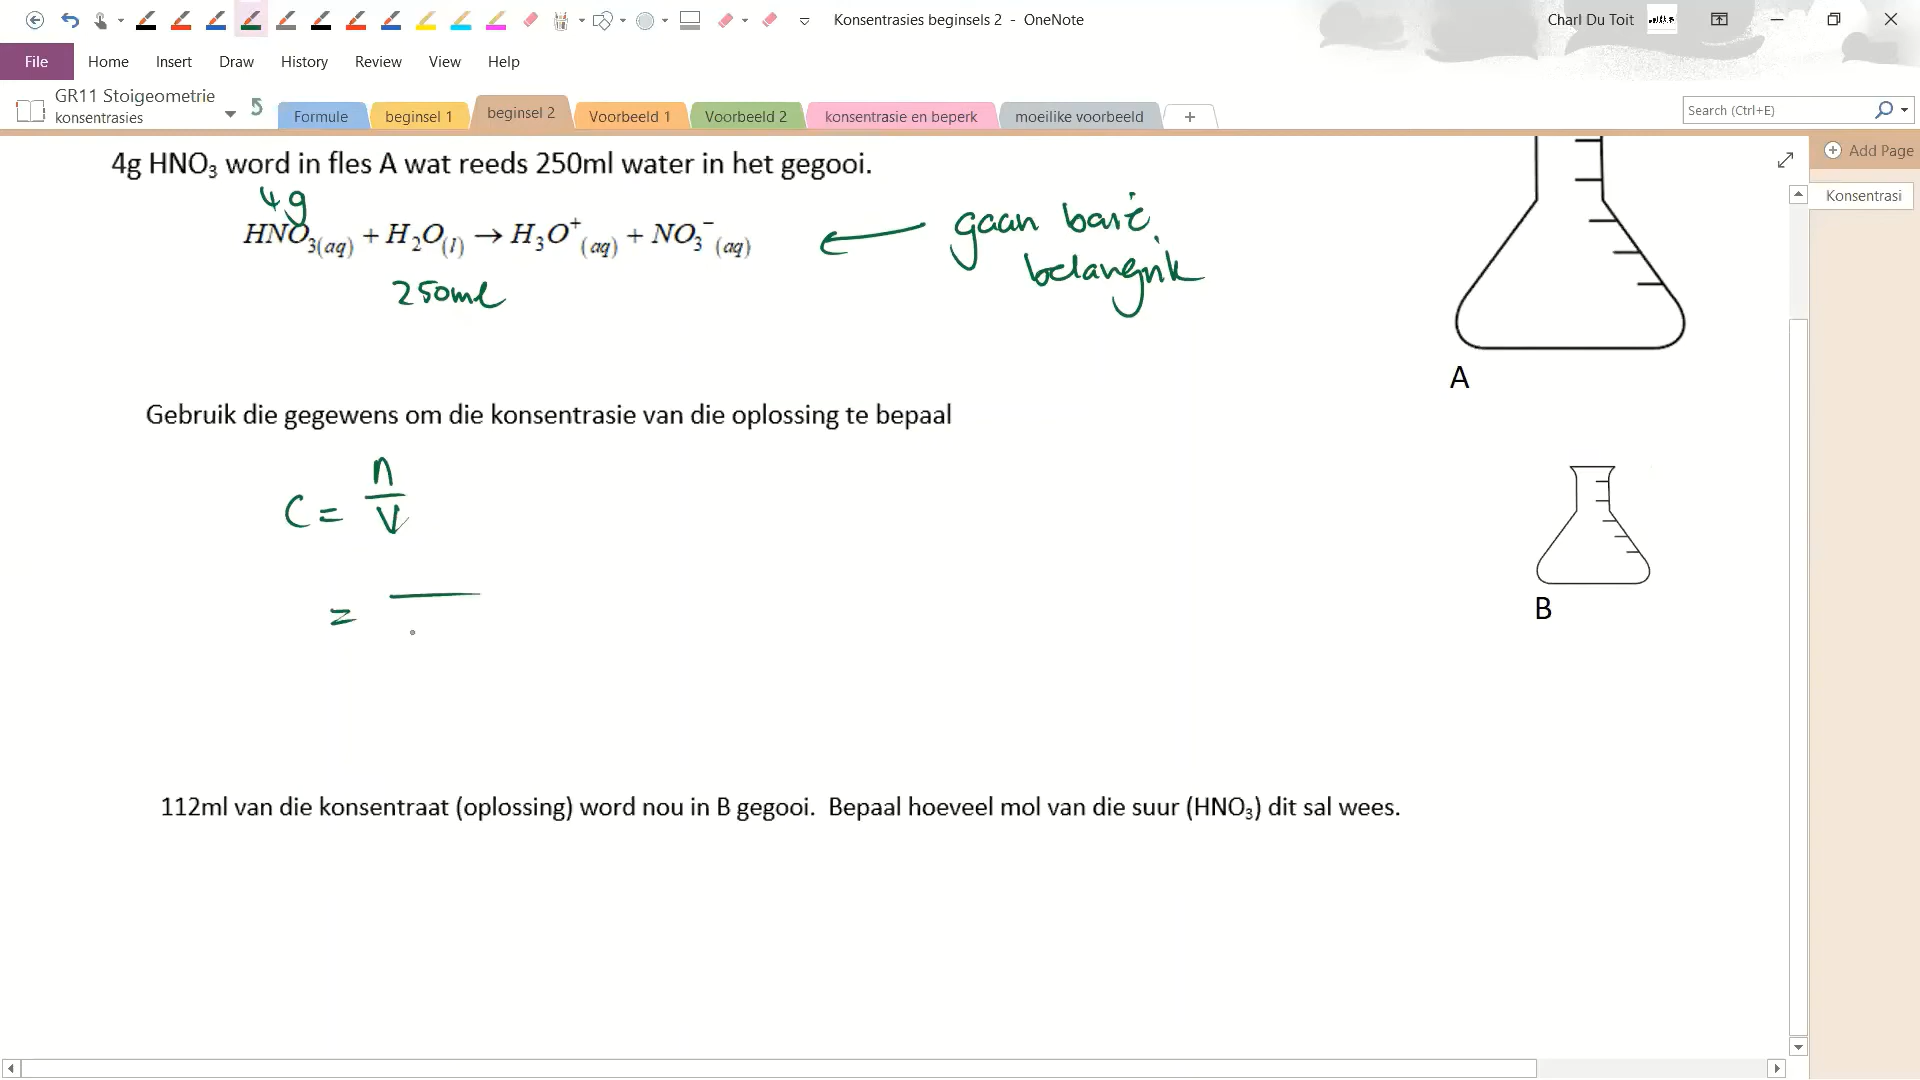 Konsentrasies beginsels 2 - OneNote
Charl Du Toit
File Home Insert Draw History Review View Help
GR11 Stoigeometrie
konsentrasies
Formule beginsel 1 beginsel 2 Voorbeeld 1 Voorbeeld 2 konsentrasie en beperk moeilike voorbeeld +
Search (Ctrl+E)
Add Page
Konsentrasi
4g HNO₃ word in fles A wat reeds 250ml water in het gegooi.
4g
HNO₃(aq) + H₂O(l) → H₃O⁺(aq) + NO₃⁻(aq)
250ml
gaan baie
belangrik
A
Gebruik die gegewens om die konsentrasie van die oplossing te bepaal
C = n/V
=
B
112ml van die konsentraat (oplossing) word nou in B gegooi. Bepaal hoeveel mol van die suur (HNO₃) dit sal wees.